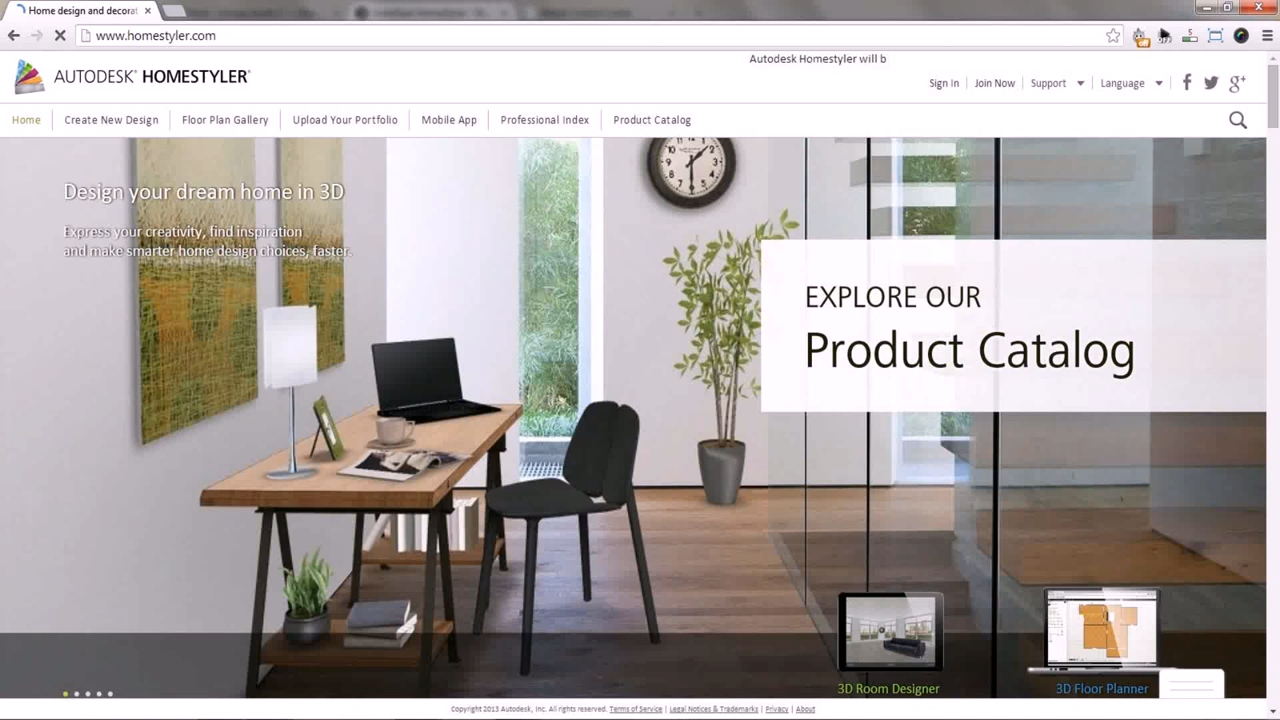 Home design and decorat
www.homestyler.com
Autodesk Homestyler will b
AUTODESK® HOMESTYLER®
Sign In
Join Now
Support
Language
Home
Create New Design
Floor Plan Gallery
Upload Your Portfolio
Mobile App
Professional Index
Product Catalog
Design your dream home in 3D
Express your creativity, find inspiration
and make smarter home design choices, faster.
EXPLORE OUR
Product Catalog
3D Room Designer
3D Floor Planner
Copyright 2013 Autodesk, Inc. All rights reserved. Terms of Service | Legal Notices & Trademarks | Privacy | About